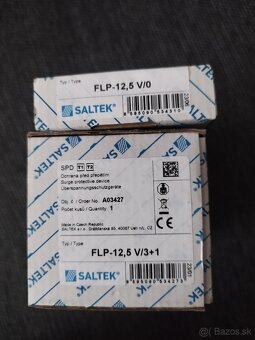 Typ / Type
FLP-12,5 V/0
SALTEK
SALTEK
SPD T1 T2
Ochrana před přepětím
Surge protective device
Überspannungsschutzgeräte
Obj. č. / Order No. A03427
Počet kusů / Quantity: 1
Made in Czech Republic
SALTEK s.r.o., Drážďanská 85, 40007 Ústí n/L, CZ
CE
Typ / Type
FLP-12,5 V/3+1
SALTEK
Bazos.sk